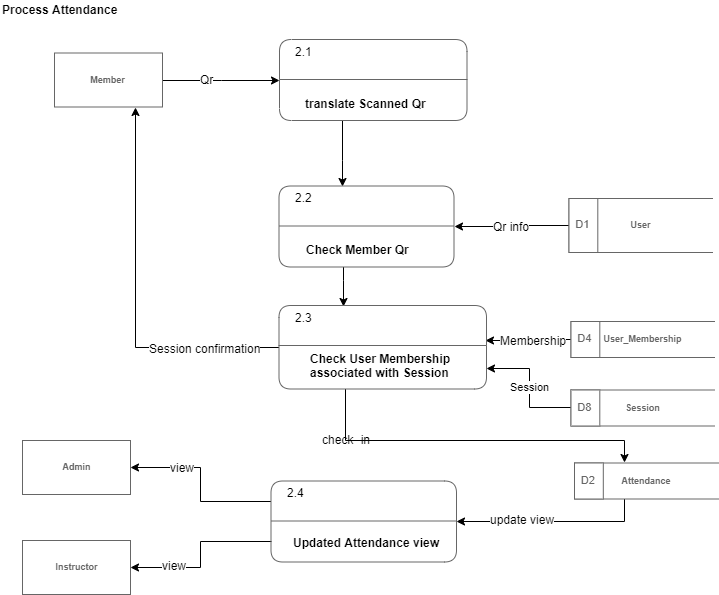 Process Attendance
2.1
Member
Qr
translate Scanned Qr
2.2
Qr info
D1
User
Check Member Qr
2.3
Session confirmation
Membership
D4
User_Membership
Check User Membership
associated with Session
Session
D8
Session
check in
Admin
view
D2
Attendance
2.4
update view
Updated Attendance view
Instructor
view